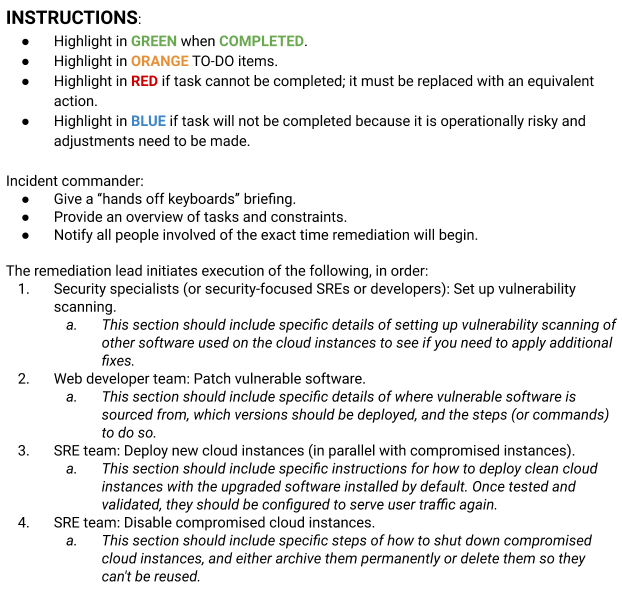 INSTRUCTIONS:
● Highlight in GREEN when COMPLETED.
● Highlight in ORANGE TO-DO items.
● Highlight in RED if task cannot be completed; it must be replaced with an equivalent
action.
● Highlight in BLUE if task will not be completed because it is operationally risky and
adjustments need to be made.
Incident commander:
● Give a “hands off keyboards” briefing.
● Provide an overview of tasks and constraints.
● Notify all people involved of the exact time remediation will begin.
The remediation lead initiates execution of the following, in order:
1. Security specialists (or security-focused SREs or developers): Set up vulnerability
scanning.
a. This section should include specific details of setting up vulnerability scanning of
other software used on the cloud instances to see if you need to apply additional
fixes.
2. Web developer team: Patch vulnerable software.
a. This section should include specific details of where vulnerable software is
sourced from, which versions should be deployed, and the steps (or commands)
to do so.
3. SRE team: Deploy new cloud instances (in parallel with compromised instances).
a. This section should include specific instructions for how to deploy clean cloud
instances with the upgraded software installed by default. Once tested and
validated, they should be configured to serve user traffic again.
4. SRE team: Disable compromised cloud instances.
a. This section should include specific steps of how to shut down compromised
cloud instances, and either archive them permanently or delete them so they
can't be reused.